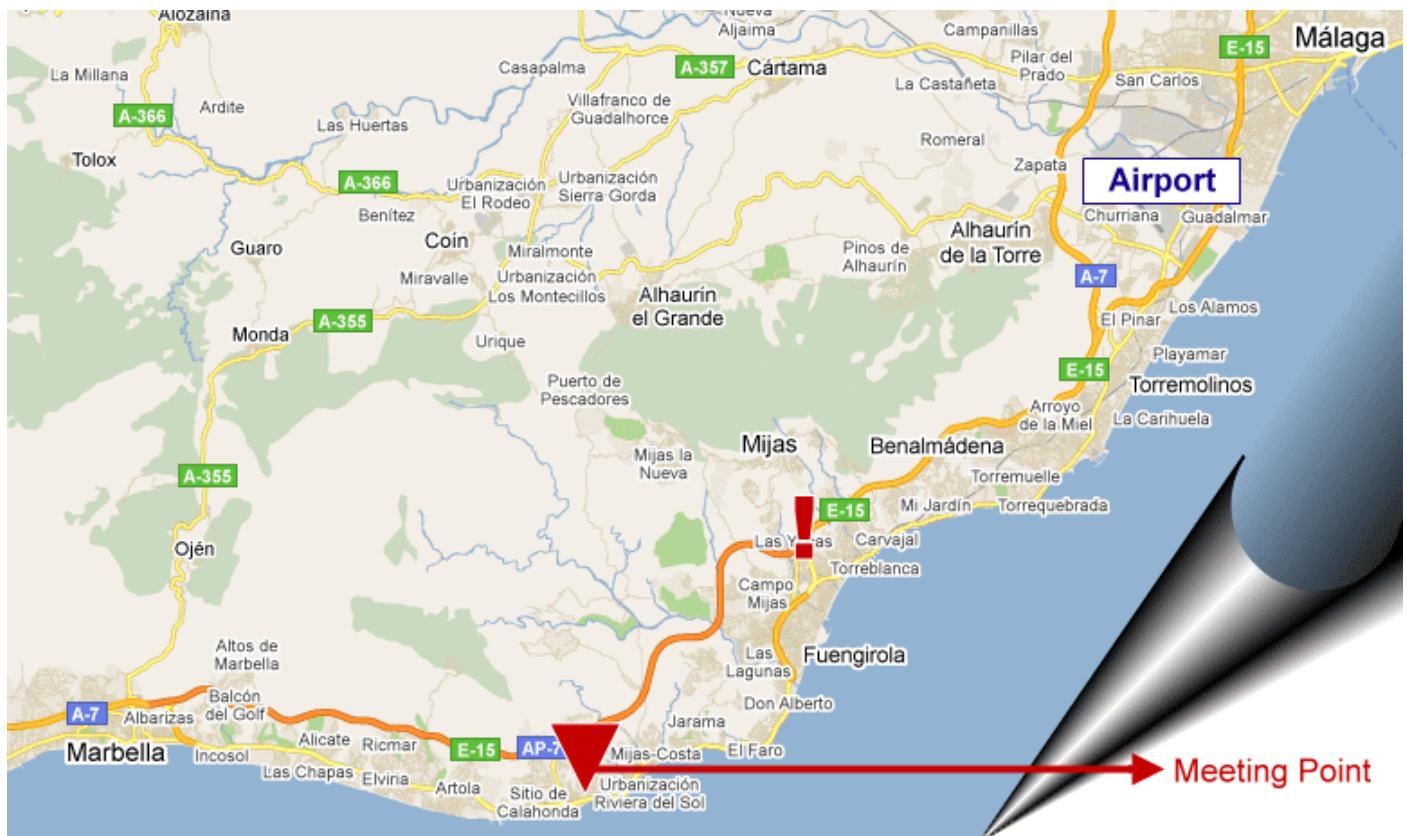 Alozaina
Nueva
Aljaima
Campanillas
E-15
Málaga
La Millana
Casapalma
A-357
Cártama
Pilar del
Prado
San Carlos
La Castañeta
Ardite
A-366
Villafranco de
Guadalhorce
Las Huertas
Romeral
Tolox
Zapata
Airport
A-366
Urbanización
El Rodeo
Urbanización
Sierra Gorda
Benítez
Churriana
Guadalmar
Guaro
Coín
Miralmonte
Pinos de
Alhaurín
Alhaurín
de la Torre
Miravalle
Urbanización
Los Montecillos
A-7
Alhaurín
el Grande
Los Alamos
Monda
A-355
El Pinar
Urique
Playamar
E-15
Torremolinos
Puerto de
Pescadores
Arroyo
de la Miel
La Carihuela
Mijas
Benalmádena
Mijas la
Nueva
A-355
Torremuelle
Mi Jardín
Torrequebrada
!
E-15
Ojén
Las
Carvajal
Torreblanca
Campo
Mijas
Altos de
Marbella
Las
Lagunas
Fuengirola
Balcón
del Golf
Don Alberto
A-7
Albarizas
Jarama
Marbella
Incosol
Alicate
Ricmar
E-15
AP-7
Mijas-Costa
El Faro
Las Chapas
Elviria
Artola
Sitio de
Calahonda
Urbanización
Riviera del Sol
Meeting Point